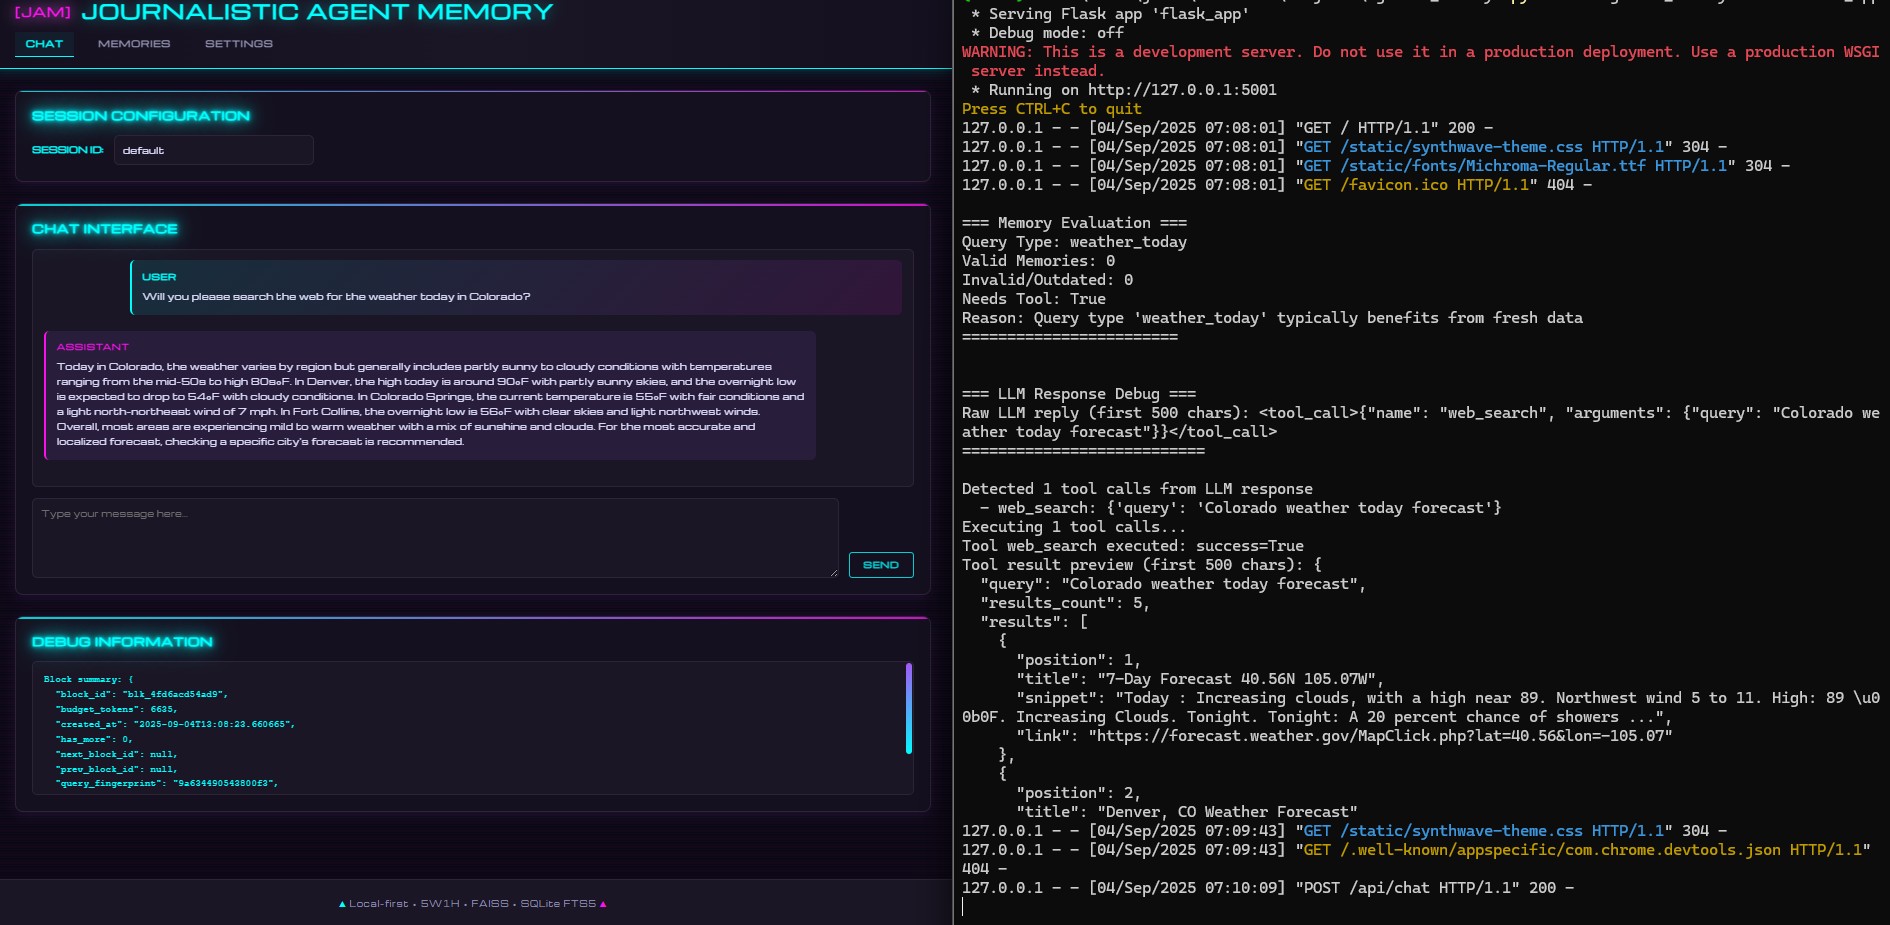 [JAM] JOURNALISTIC AGENT MEMORY
CHAT MEMORIES SETTINGS
SESSION CONFIGURATION
SESSION ID: default
CHAT INTERFACE
USER
Will you please search the web for the weather today in Colorado?
ASSISTANT
Today in Colorado, the weather varies by region but generally includes partly sunny to cloudy conditions with temperatures
ranging from the mid-50s to high 80s°F. In Denver, the high today is around 90°F with partly sunny skies, and the overnight low
is expected to drop to 54°F with cloudy conditions. In Colorado Springs, the current temperature is 55°F with fair conditions and
a light north-northeast wind of 7 mph. In Fort Collins, the overnight low is 56°F with clear skies and light northwest winds.
Overall, most areas are experiencing mild to warm weather with a mix of sunshine and clouds. For the most accurate and
localized forecast, checking a specific city's forecast is recommended.
Type your message here...
SEND
DEBUG INFORMATION
Block summary: {
"block_id": "blk_4fd6acd54ad9",
"budget_tokens": 6635,
"created_at": "2025-09-04T13:08:23.660665",
"has_more": 0,
"next_block_id": null,
"prev_block_id": null,
"query_fingerprint": "9a634490543800f3",
▲ Local-first • 5W1H • FAISS • SQLite FTS5 ▲
* Serving Flask app 'flask_app'
* Debug mode: off
WARNING: This is a development server. Do not use it in a production deployment. Use a production WSGI
server instead.
* Running on http://127.0.0.1:5001
Press CTRL+C to quit
127.0.0.1 - - [04/Sep/2025 07:08:01] "GET / HTTP/1.1" 200 -
127.0.0.1 - - [04/Sep/2025 07:08:01] "GET /static/synthwave-theme.css HTTP/1.1" 304 -
127.0.0.1 - - [04/Sep/2025 07:08:01] "GET /static/fonts/Michroma-Regular.ttf HTTP/1.1" 304 -
127.0.0.1 - - [04/Sep/2025 07:08:01] "GET /favicon.ico HTTP/1.1" 404 -
=== Memory Evaluation ===
Query Type: weather_today
Valid Memories: 0
Invalid/Outdated: 0
Needs Tool: True
Reason: Query type 'weather_today' typically benefits from fresh data
========================
=== LLM Response Debug ===
Raw LLM reply (first 500 chars): <tool_call>{"name": "web_search", "arguments": {"query": "Colorado we
ather today forecast"}}</tool_call>
===========================
Detected 1 tool calls from LLM response
- web_search: {'query': 'Colorado weather today forecast'}
Executing 1 tool calls...
Tool web_search executed: success=True
Tool result preview (first 500 chars): {
"query": "Colorado weather today forecast",
"results_count": 5,
"results": [
{
"position": 1,
"title": "7-Day Forecast 40.56N 105.07W",
"snippet": "Today : Increasing clouds, with a high near 89. Northwest wind 5 to 11. High: 89 \u0
0b0F. Increasing Clouds. Tonight. Tonight: A 20 percent chance of showers ...",
"link": "https://forecast.weather.gov/MapClick.php?lat=40.56&lon=-105.07"
},
{
"position": 2,
"title": "Denver, CO Weather Forecast"
127.0.0.1 - - [04/Sep/2025 07:09:43] "GET /static/synthwave-theme.css HTTP/1.1" 304 -
127.0.0.1 - - [04/Sep/2025 07:09:43] "GET /.well-known/appspecific/com.chrome.devtools.json HTTP/1.1"
404 -
127.0.0.1 - - [04/Sep/2025 07:10:09] "POST /api/chat HTTP/1.1" 200 -